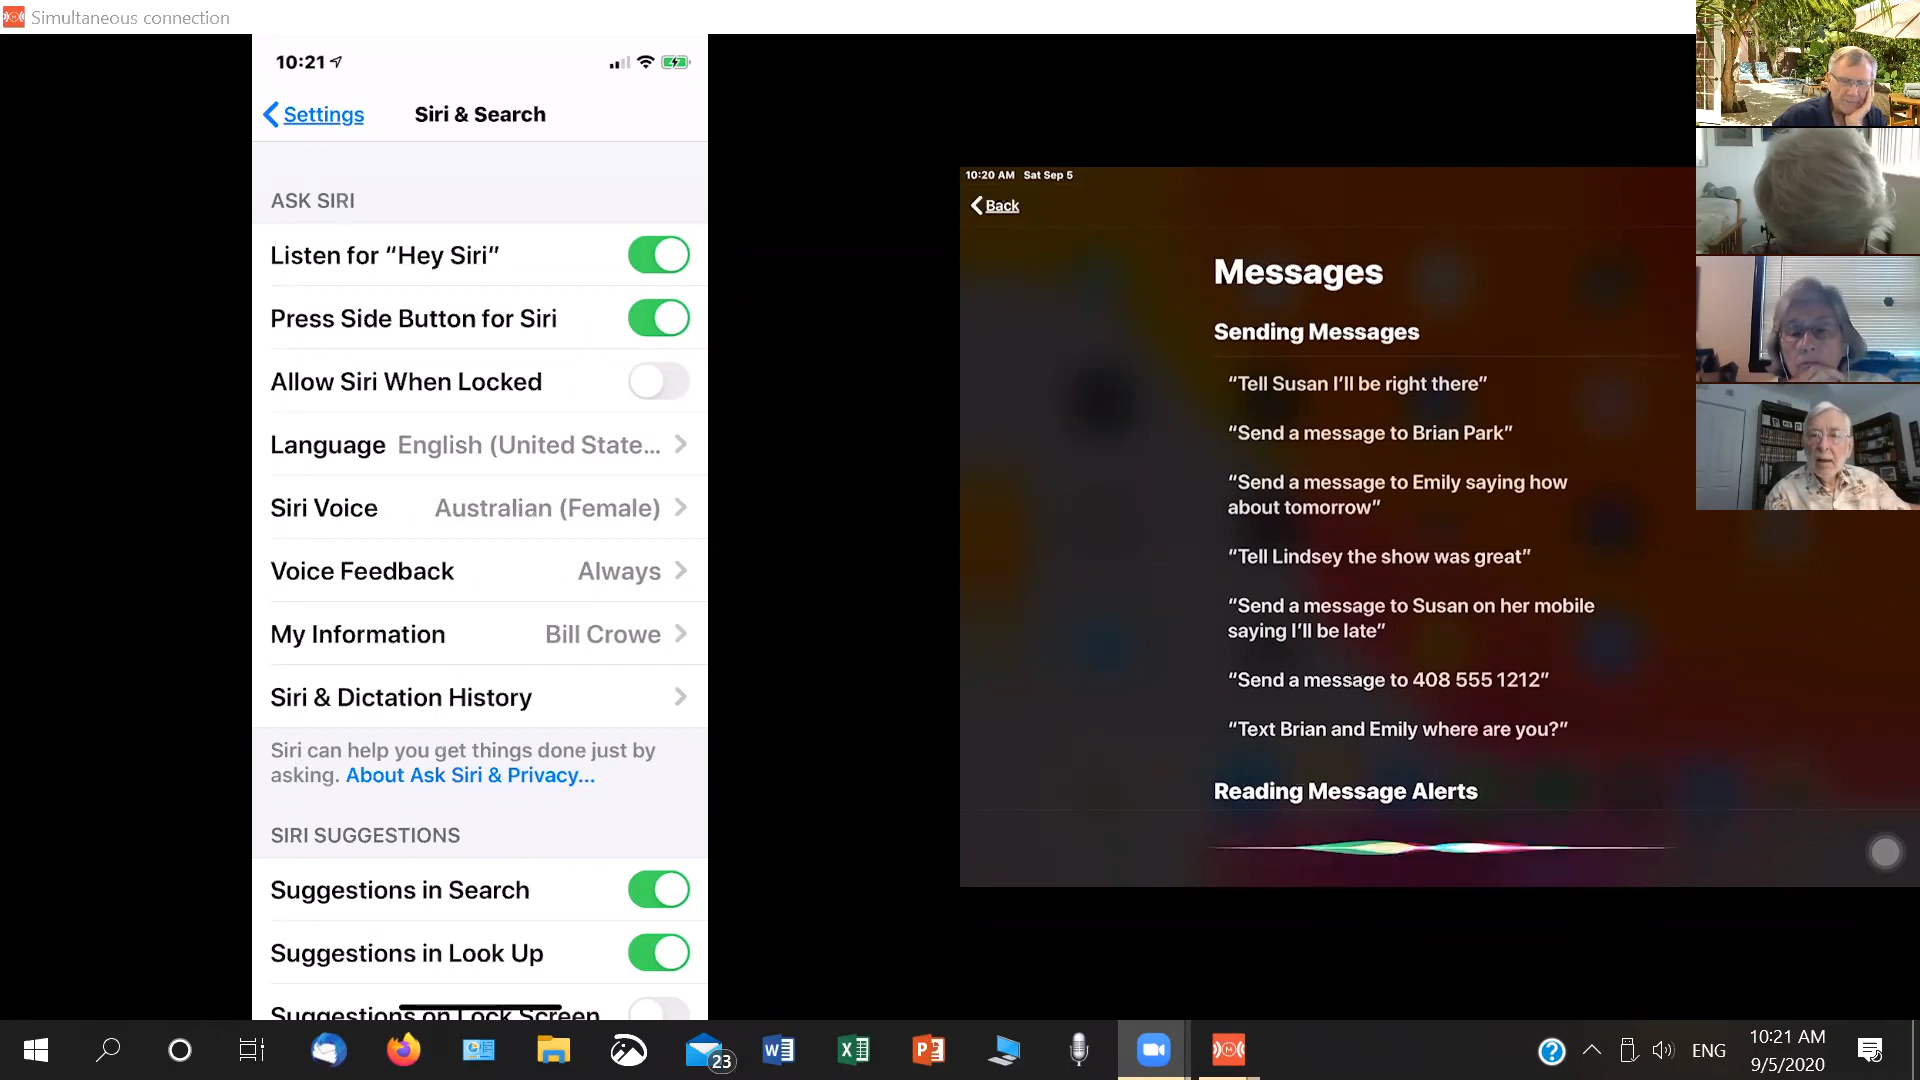 Simultaneous connection
10:21
Settings
Siri & Search
ASK SIRI
Listen for “Hey Siri”
Press Side Button for Siri
Allow Siri When Locked
Language English (United State...
Siri Voice Australian (Female)
Voice Feedback Always
My Information Bill Crowe
Siri & Dictation History
Siri can help you get things done just by
asking. About Ask Siri & Privacy...
SIRI SUGGESTIONS
Suggestions in Search
Suggestions in Look Up
Suggestions on Lock Screen
10:20 AM Sat Sep 5
Back
Messages
Sending Messages
“Tell Susan I’ll be right there”
“Send a message to Brian Park”
“Send a message to Emily saying how
about tomorrow”
“Tell Lindsey the show was great”
“Send a message to Susan on her mobile
saying I’ll be late”
“Send a message to 408 555 1212”
“Text Brian and Emily where are you?”
Reading Message Alerts
23
ENG
10:21 AM
9/5/2020